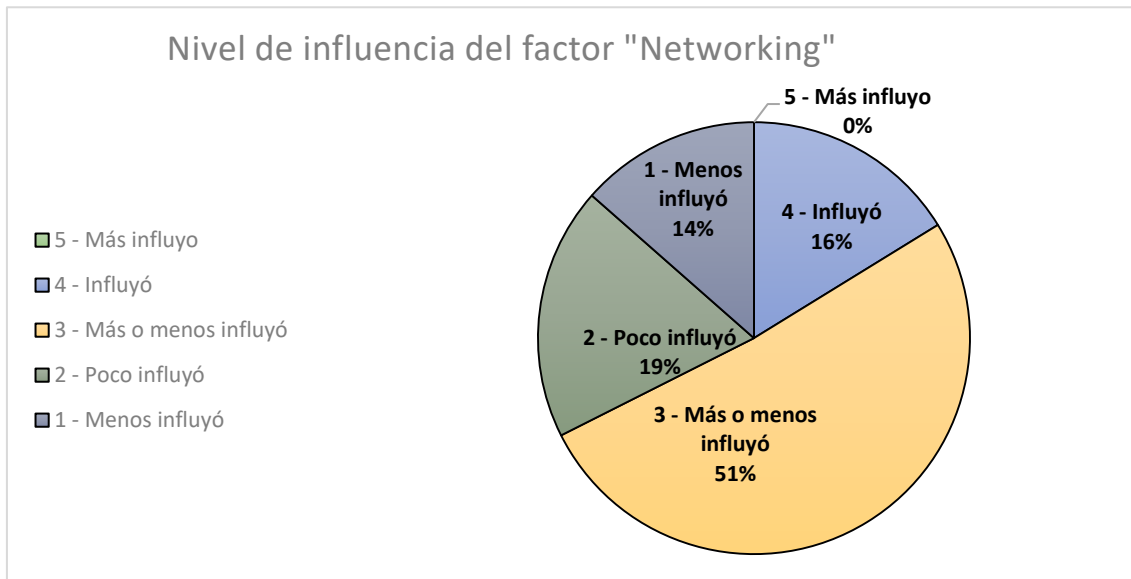 Nivel de influencia del factor "Networking"
5 - Más influyo
0%
1 - Menos
influyó
14%
4 - Influyó
16%
2 - Poco influyó
19%
3 - Más o menos
influyó
51%
5 - Más influyo
4 - Influyó
3 - Más o menos influyó
2 - Poco influyó
1 - Menos influyó